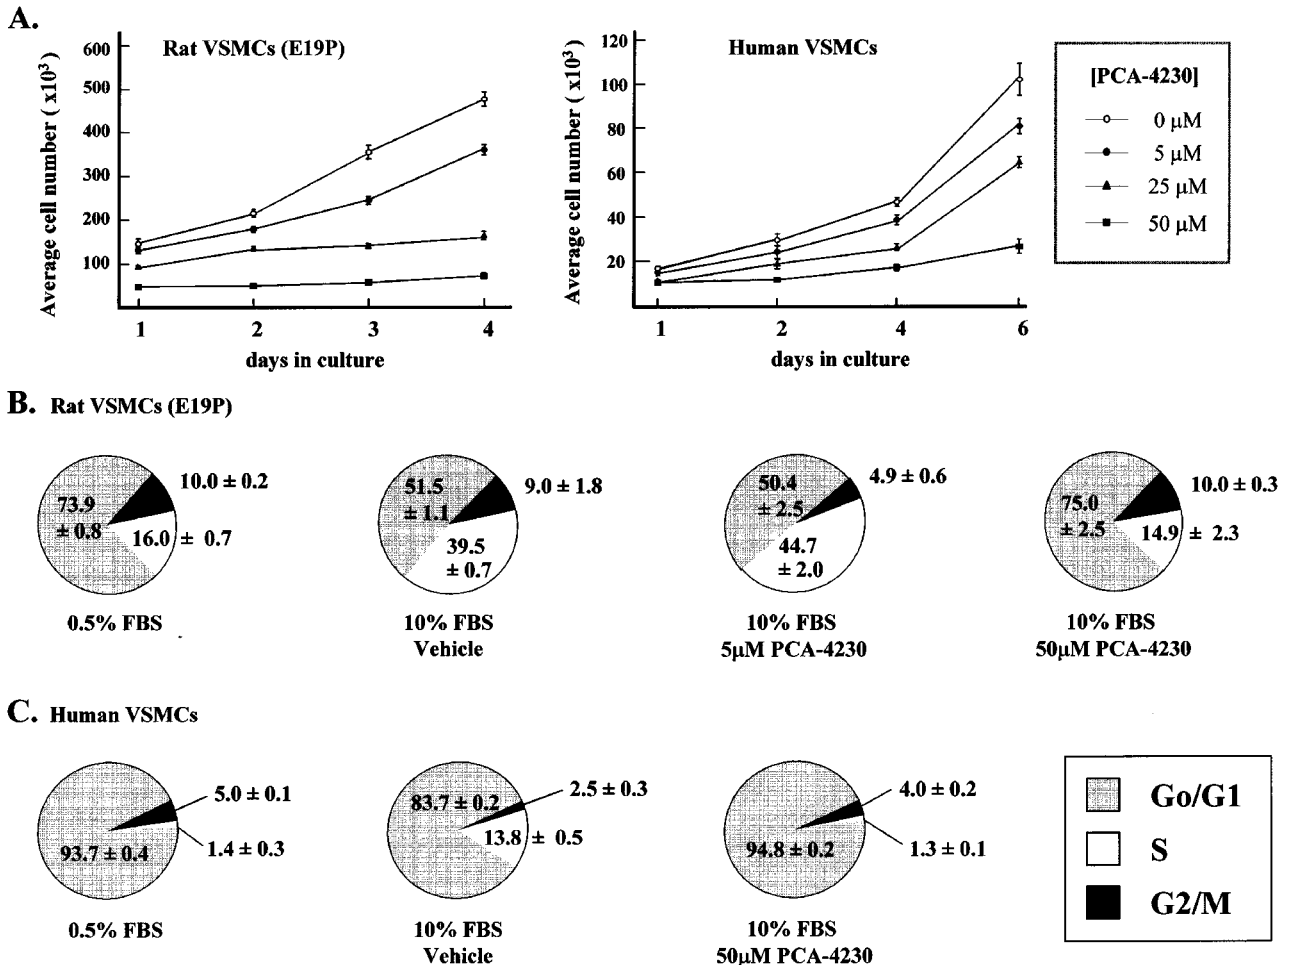 A.
Rat VSMCs (E19P)
Average cell number ( x10³ )
600
500
400
300
200
100
1 2 3 4
days in culture
Human VSMCs
Average cell number ( x10³ )
120
100
80
60
40
20
1 2 4 6
days in culture
[PCA-4230]
0 µM
5 µM
25 µM
50 µM
B. Rat VSMCs (E19P)
73.9
± 0.8
10.0 ± 0.2
16.0 ± 0.7
0.5% FBS
51.5
± 1.1
9.0 ± 1.8
39.5
± 0.7
10% FBS
Vehicle
50.4
± 2.5
4.9 ± 0.6
44.7
± 2.0
10% FBS
5µM PCA-4230
75.0
± 2.5
10.0 ± 0.3
14.9 ± 2.3
10% FBS
50µM PCA-4230
C. Human VSMCs
5.0 ± 0.1
93.7 ± 0.4
1.4 ± 0.3
0.5% FBS
83.7 ± 0.2
2.5 ± 0.3
13.8 ± 0.5
10% FBS
Vehicle
4.0 ± 0.2
94.8 ± 0.2
1.3 ± 0.1
10% FBS
50µM PCA-4230
Go/G1
S
G2/M